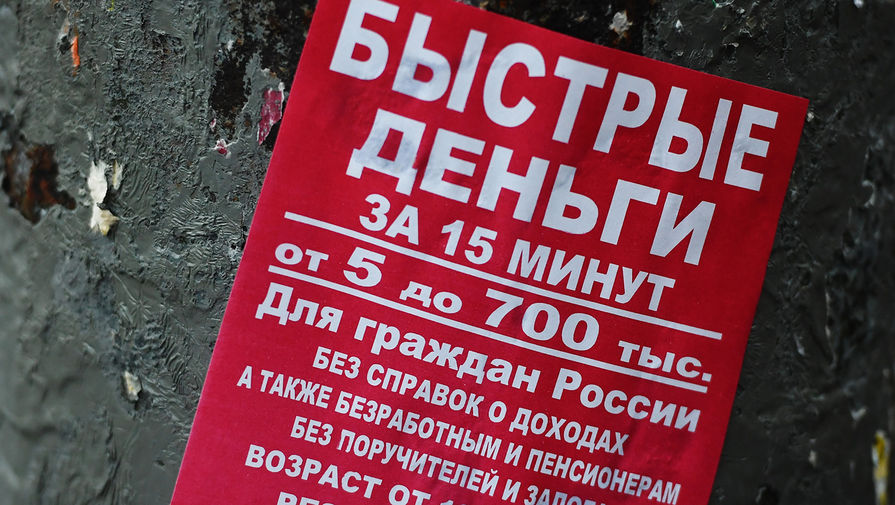 БЫСТРЫЕ
ДЕНЬГИ
ЗА 15 МИНУТ
от 5 до 700 тыс.
Для граждан России
БЕЗ СПРАВОК О ДОХОДАХ
А ТАКЖЕ БЕЗРАБОТНЫМ И ПЕНСИОНЕРАМ
БЕЗ ПОРУЧИТЕЛЕЙ И
ВОЗРАСТ ОТ